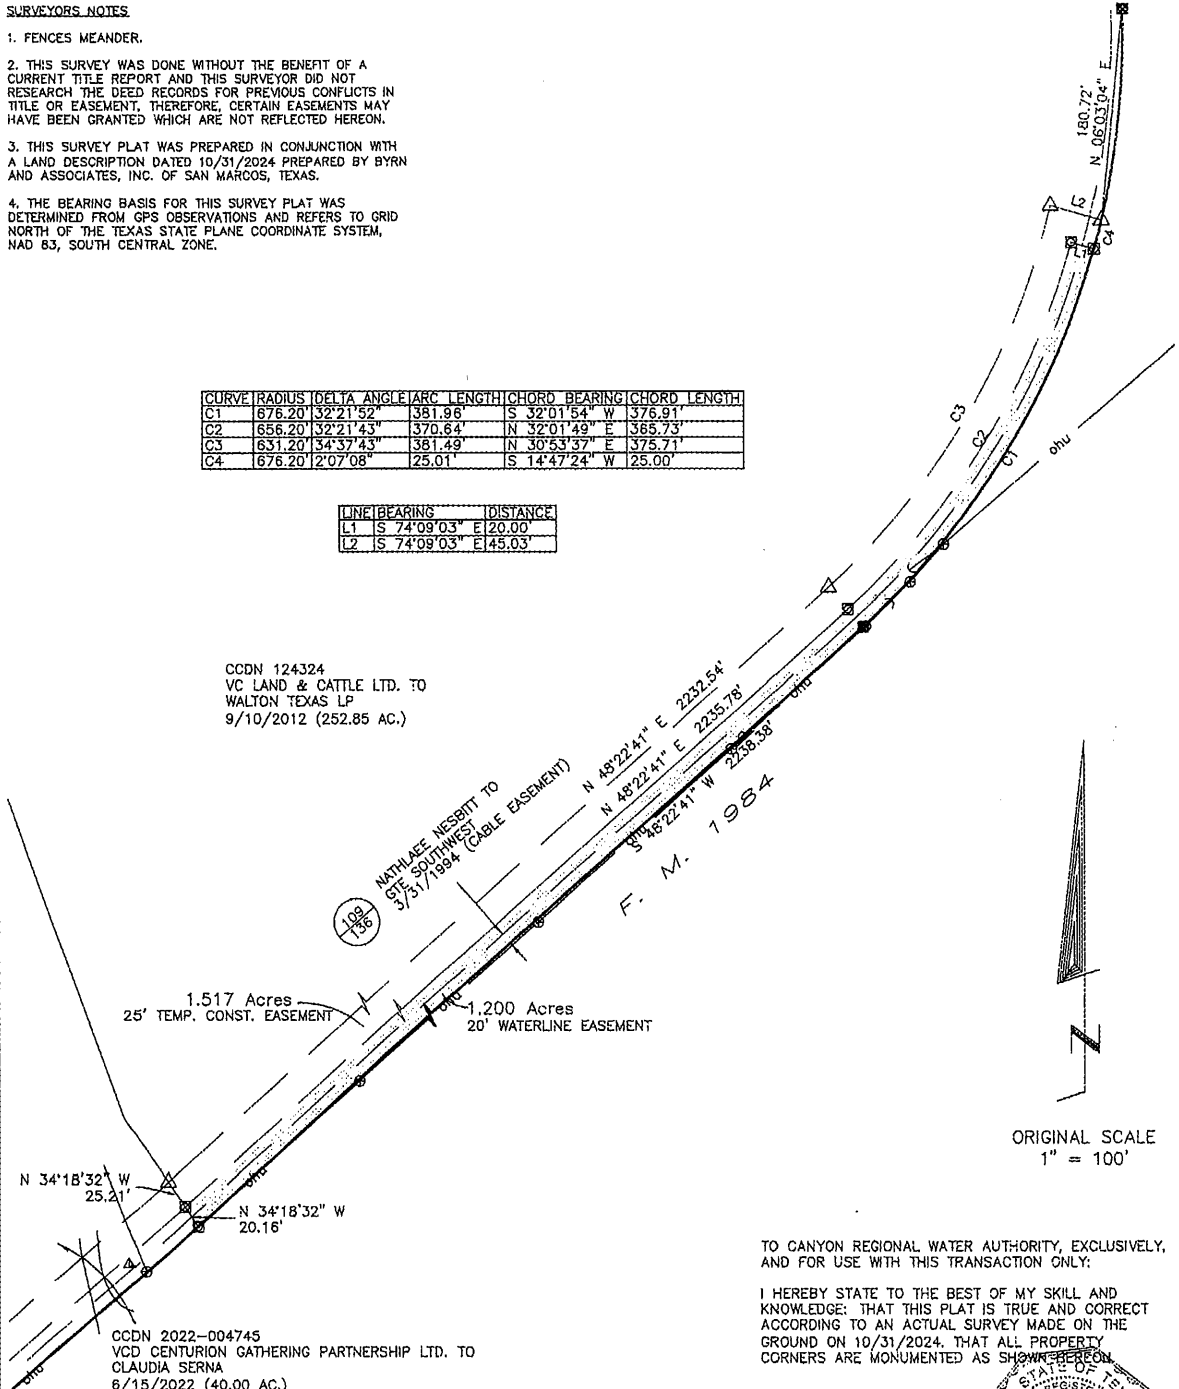 SURVEYORS NOTES
1. FENCES MEANDER.
2. THIS SURVEY WAS DONE WITHOUT THE BENEFIT OF A
CURRENT TITLE REPORT AND THIS SURVEYOR DID NOT
RESEARCH THE DEED RECORDS FOR PREVIOUS CONFLICTS IN
TITLE OR EASEMENT, THEREFORE, CERTAIN EASEMENTS MAY
HAVE BEEN GRANTED WHICH ARE NOT REFLECTED HEREON.
3. THIS SURVEY PLAT WAS PREPARED IN CONJUNCTION WITH
A LAND DESCRIPTION DATED 10/31/2024 PREPARED BY BYRN
AND ASSOCIATES, INC. OF SAN MARCOS, TEXAS.
4. THE BEARING BASIS FOR THIS SURVEY PLAT WAS
DETERMINED FROM GPS OBSERVATIONS AND REFERS TO GRID
NORTH OF THE TEXAS STATE PLANE COORDINATE SYSTEM,
NAD 83, SOUTH CENTRAL ZONE.
180.72'
N 06°03'04" E
L2
C4
L1
CURVE RADIUS DELTA ANGLE ARC LENGTH CHORD BEARING CHORD LENGTH
C1 676.20' 32°21'52" 381.96' S 32°01'54" W 376.91'
C2 656.20' 32°21'43" 370.64' N 32°01'49" E 365.73'
C3 631.20' 34°37'43" 381.49' N 30°53'37" E 375.71'
C4 676.20' 2°07'08" 25.01' S 14°47'24" W 25.00'
C3
C2
C1
ohu
LINE BEARING DISTANCE
L1 S 74°09'03" E 20.00'
L2 S 74°09'03" E 45.03'
CCDN 124324
VC LAND & CATTLE LTD. TO
WALTON TEXAS LP
9/10/2012 (252.85 AC.)
N 48°22'41" E 2232.54'
N 48°22'41" E 2235.78'
S 48°22'41" W 2238.38'
ohu
ohu
F. M. 1984
NATHLAEE NESBITT TO
GTE SOUTHWEST
3/31/1994 (CABLE EASEMENT)
109
136
1.517 Acres
25' TEMP. CONST. EASEMENT
ohu
1.200 Acres
20' WATERLINE EASEMENT
N
ORIGINAL SCALE
1" = 100'
N 34°18'32" W
25.21'
ohu
N 34°18'32" W
20.16'
CCDN 2022-004745
VCD CENTURION GATHERING PARTNERSHIP LTD. TO
CLAUDIA SERNA
6/15/2022 (40.00 AC.)
ohu
TO CANYON REGIONAL WATER AUTHORITY, EXCLUSIVELY,
AND FOR USE WITH THIS TRANSACTION ONLY:
I HEREBY STATE TO THE BEST OF MY SKILL AND
KNOWLEDGE: THAT THIS PLAT IS TRUE AND CORRECT
ACCORDING TO AN ACTUAL SURVEY MADE ON THE
GROUND ON 10/31/2024. THAT ALL PROPERTY
CORNERS ARE MONUMENTED AS SHOWN HEREON
STATE OF